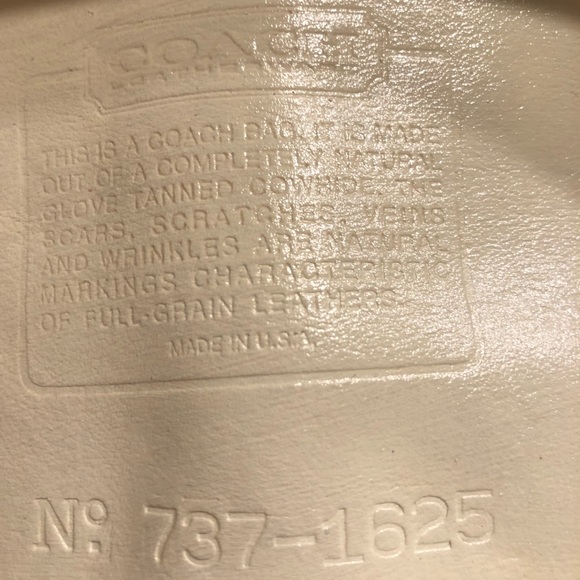 COACH
LEATHERWARE
THIS IS A COACH BAG. IT IS MADE
OUT OF A COMPLETELY NATURAL
GLOVE TANNED COWHIDE. THE
SCARS, SCRATCHES, VEINS
AND WRINKLES ARE NATURAL
MARKINGS CHARACTERISTIC
OF FULL-GRAIN LEATHERS.
MADE IN U.S.A.
No. 737-1625